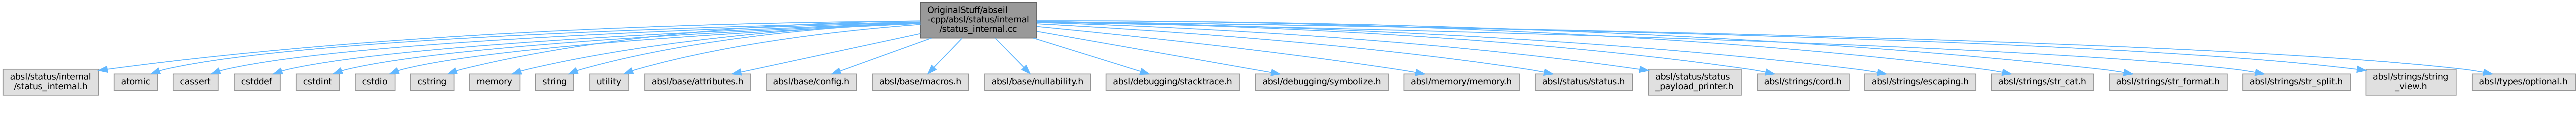 OriginalStuff/abseil
-cpp/absl/status/internal
/status_internal.cc
absl/status/internal
/status_internal.h
atomic
cassert
cstddef
cstdint
cstdio
cstring
memory
string
utility
absl/base/attributes.h
absl/base/config.h
absl/base/macros.h
absl/base/nullability.h
absl/debugging/stacktrace.h
absl/debugging/symbolize.h
absl/memory/memory.h
absl/status/status.h
absl/status/status
_payload_printer.h
absl/strings/cord.h
absl/strings/escaping.h
absl/strings/str_cat.h
absl/strings/str_format.h
absl/strings/str_split.h
absl/strings/string
_view.h
absl/types/optional.h